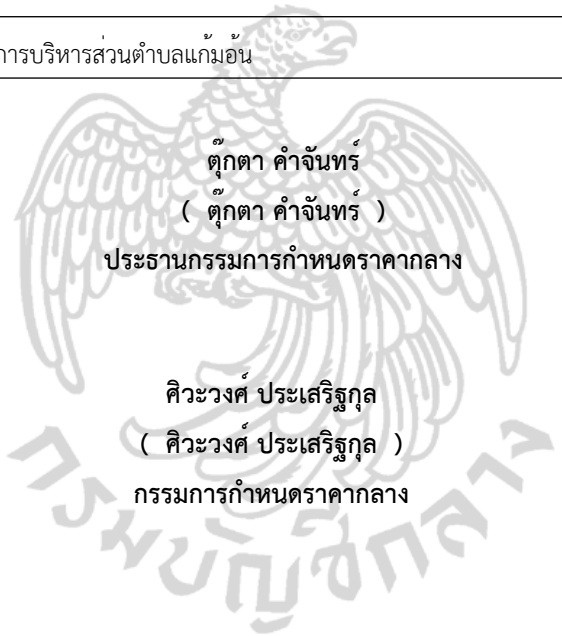 การบริหารส่วนตำบลแก้มอ้น
ตุ๊กตา คำจันทร์
( ตุ๊กตา คำจันทร์ )
ประธานกรรมการกำหนดราคากลาง
ศิวะวงศ์ ประเสริฐกุล
( ศิวะวงศ์ ประเสริฐกุล )
กรรมการกำหนดราคากลาง
กรมบัญชีกลาง